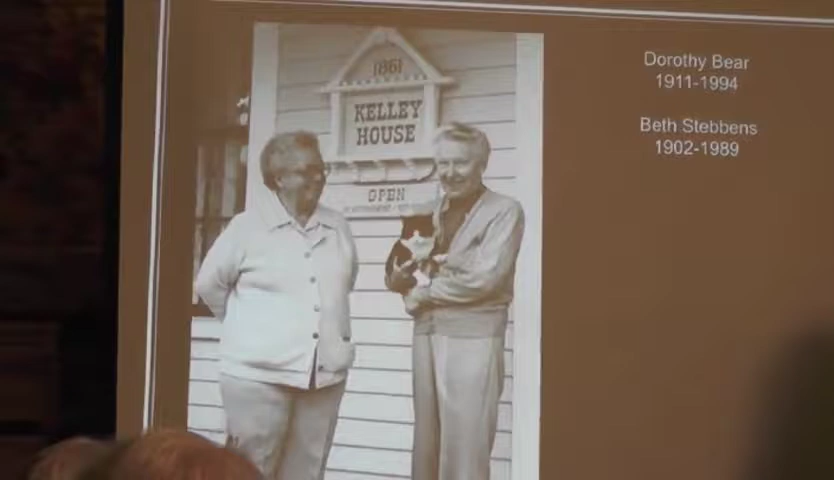 1861
KELLEY
HOUSE
OPEN
Dorothy Bear
1911-1994
Beth Stebbens
1902-1989